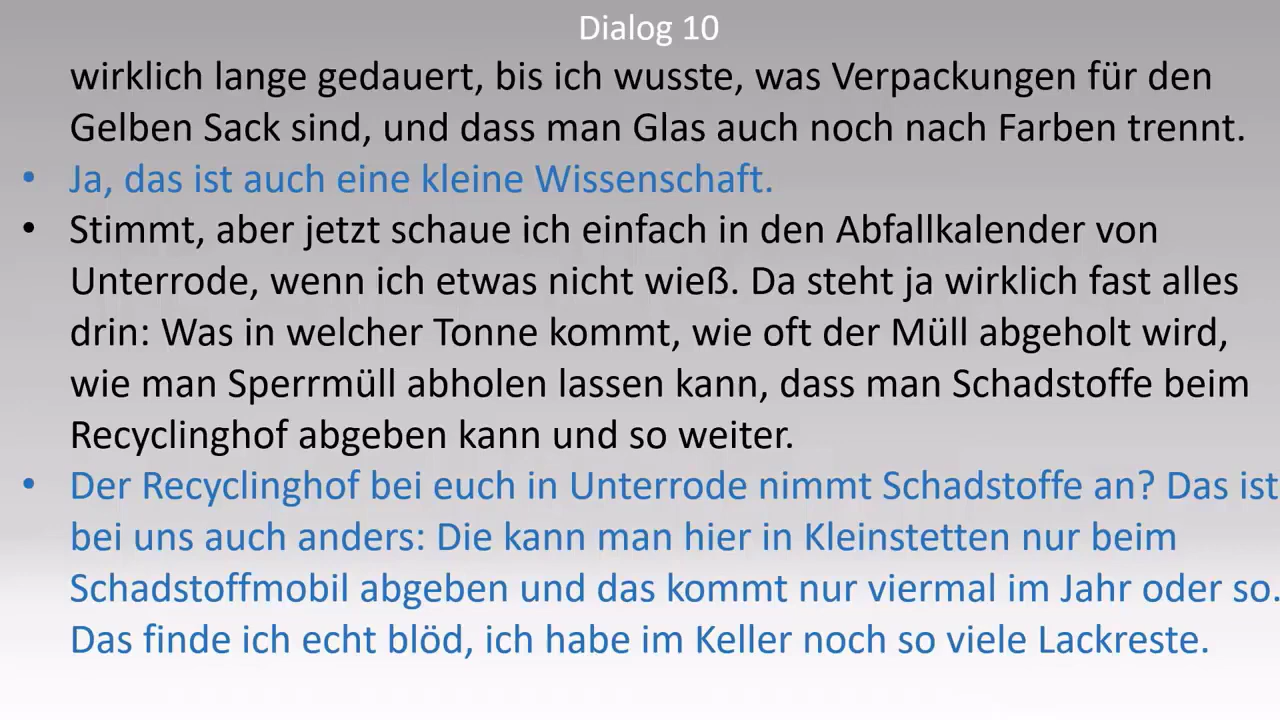 Dialog 10
wirklich lange gedauert, bis ich wusste, was Verpackungen für den
Gelben Sack sind, und dass man Glas auch noch nach Farben trennt.
• Ja, das ist auch eine kleine Wissenschaft.
• Stimmt, aber jetzt schaue ich einfach in den Abfallkalender von
Unterrode, wenn ich etwas nicht wieß. Da steht ja wirklich fast alles
drin: Was in welcher Tonne kommt, wie oft der Müll abgeholt wird,
wie man Sperrmüll abholen lassen kann, dass man Schadstoffe beim
Recyclinghof abgeben kann und so weiter.
• Der Recyclinghof bei euch in Unterrode nimmt Schadstoffe an? Das ist
bei uns auch anders: Die kann man hier in Kleinstetten nur beim
Schadstoffmobil abgeben und das kommt nur viermal im Jahr oder so.
Das finde ich echt blöd, ich habe im Keller noch so viele Lackreste.